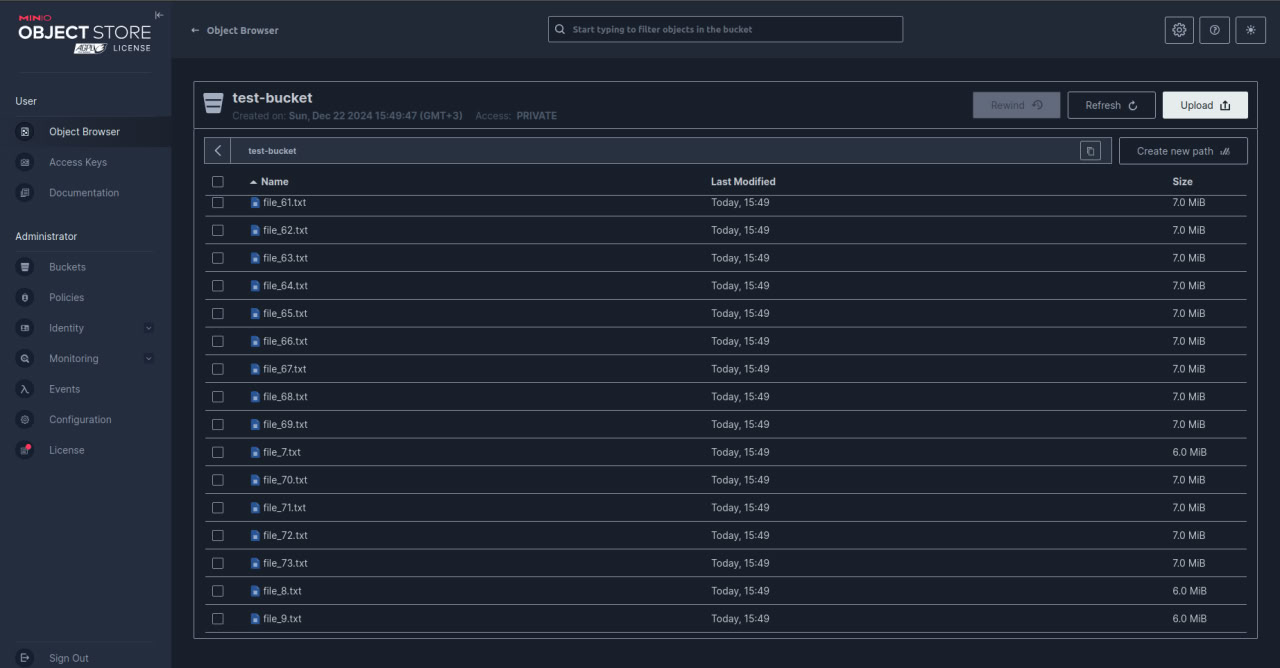 MINIO
OBJECT STORE
AGPLv3 LICENSE
User
Object Browser
Access Keys
Documentation
Administrator
Buckets
Policies
Identity
Monitoring
Events
Configuration
License
Sign Out
← Object Browser
Start typing to filter objects in the bucket
test-bucket
Created on: Sun, Dec 22 2024 15:49:47 (GMT+3) Access: PRIVATE
Rewind
Refresh
Upload
test-bucket
Create new path
Name Last Modified Size
file_61.txt Today, 15:49 7.0 MiB
file_62.txt Today, 15:49 7.0 MiB
file_63.txt Today, 15:49 7.0 MiB
file_64.txt Today, 15:49 7.0 MiB
file_65.txt Today, 15:49 7.0 MiB
file_66.txt Today, 15:49 7.0 MiB
file_67.txt Today, 15:49 7.0 MiB
file_68.txt Today, 15:49 7.0 MiB
file_69.txt Today, 15:49 7.0 MiB
file_7.txt Today, 15:49 6.0 MiB
file_70.txt Today, 15:49 7.0 MiB
file_71.txt Today, 15:49 7.0 MiB
file_72.txt Today, 15:49 7.0 MiB
file_73.txt Today, 15:49 7.0 MiB
file_8.txt Today, 15:49 6.0 MiB
file_9.txt Today, 15:49 6.0 MiB